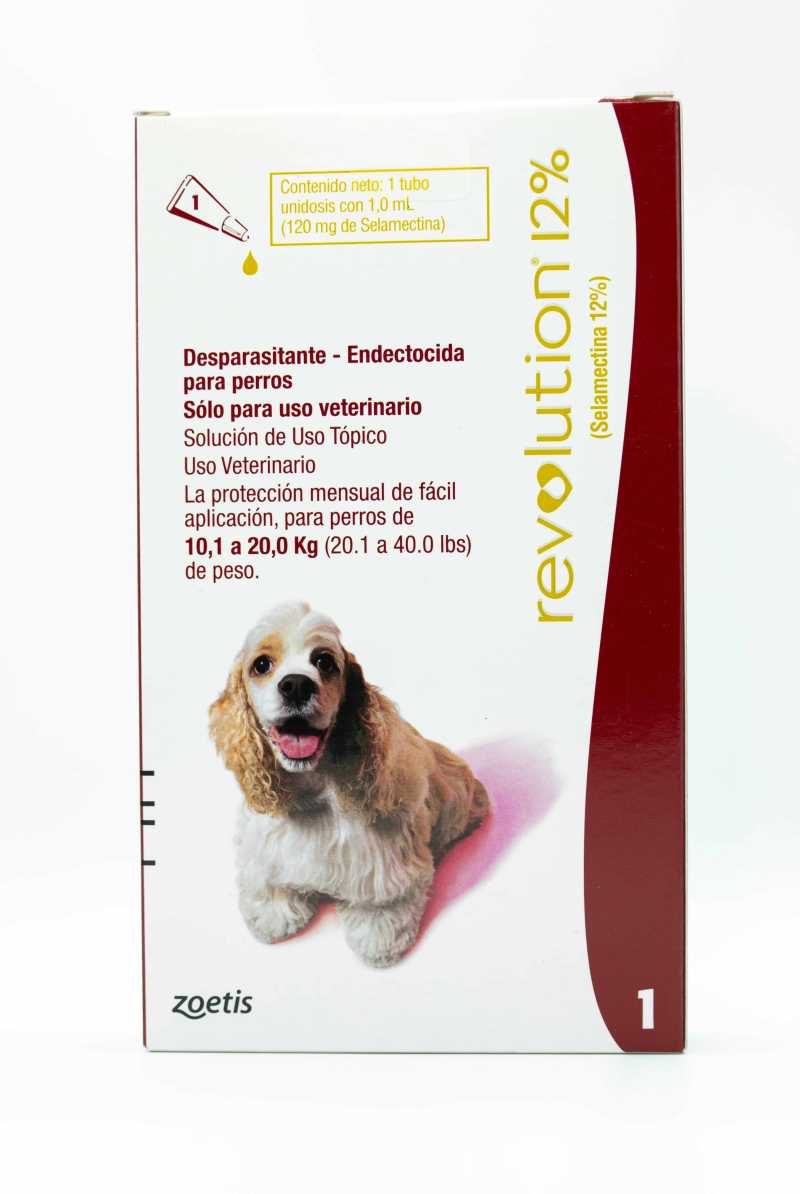 1
Contenido neto: 1 tubo
unidosis con 1,0 mL
(120 mg de Selamectina)
revolution® 12%
(Selamectina 12%)
Desparasitante - Endectocida
para perros
Sólo para uso veterinario
Solución de Uso Tópico
Uso Veterinario
La protección mensual de fácil
aplicación, para perros de
10,1 a 20,0 Kg (20.1 a 40.0 lbs)
de peso.
zoetis
1